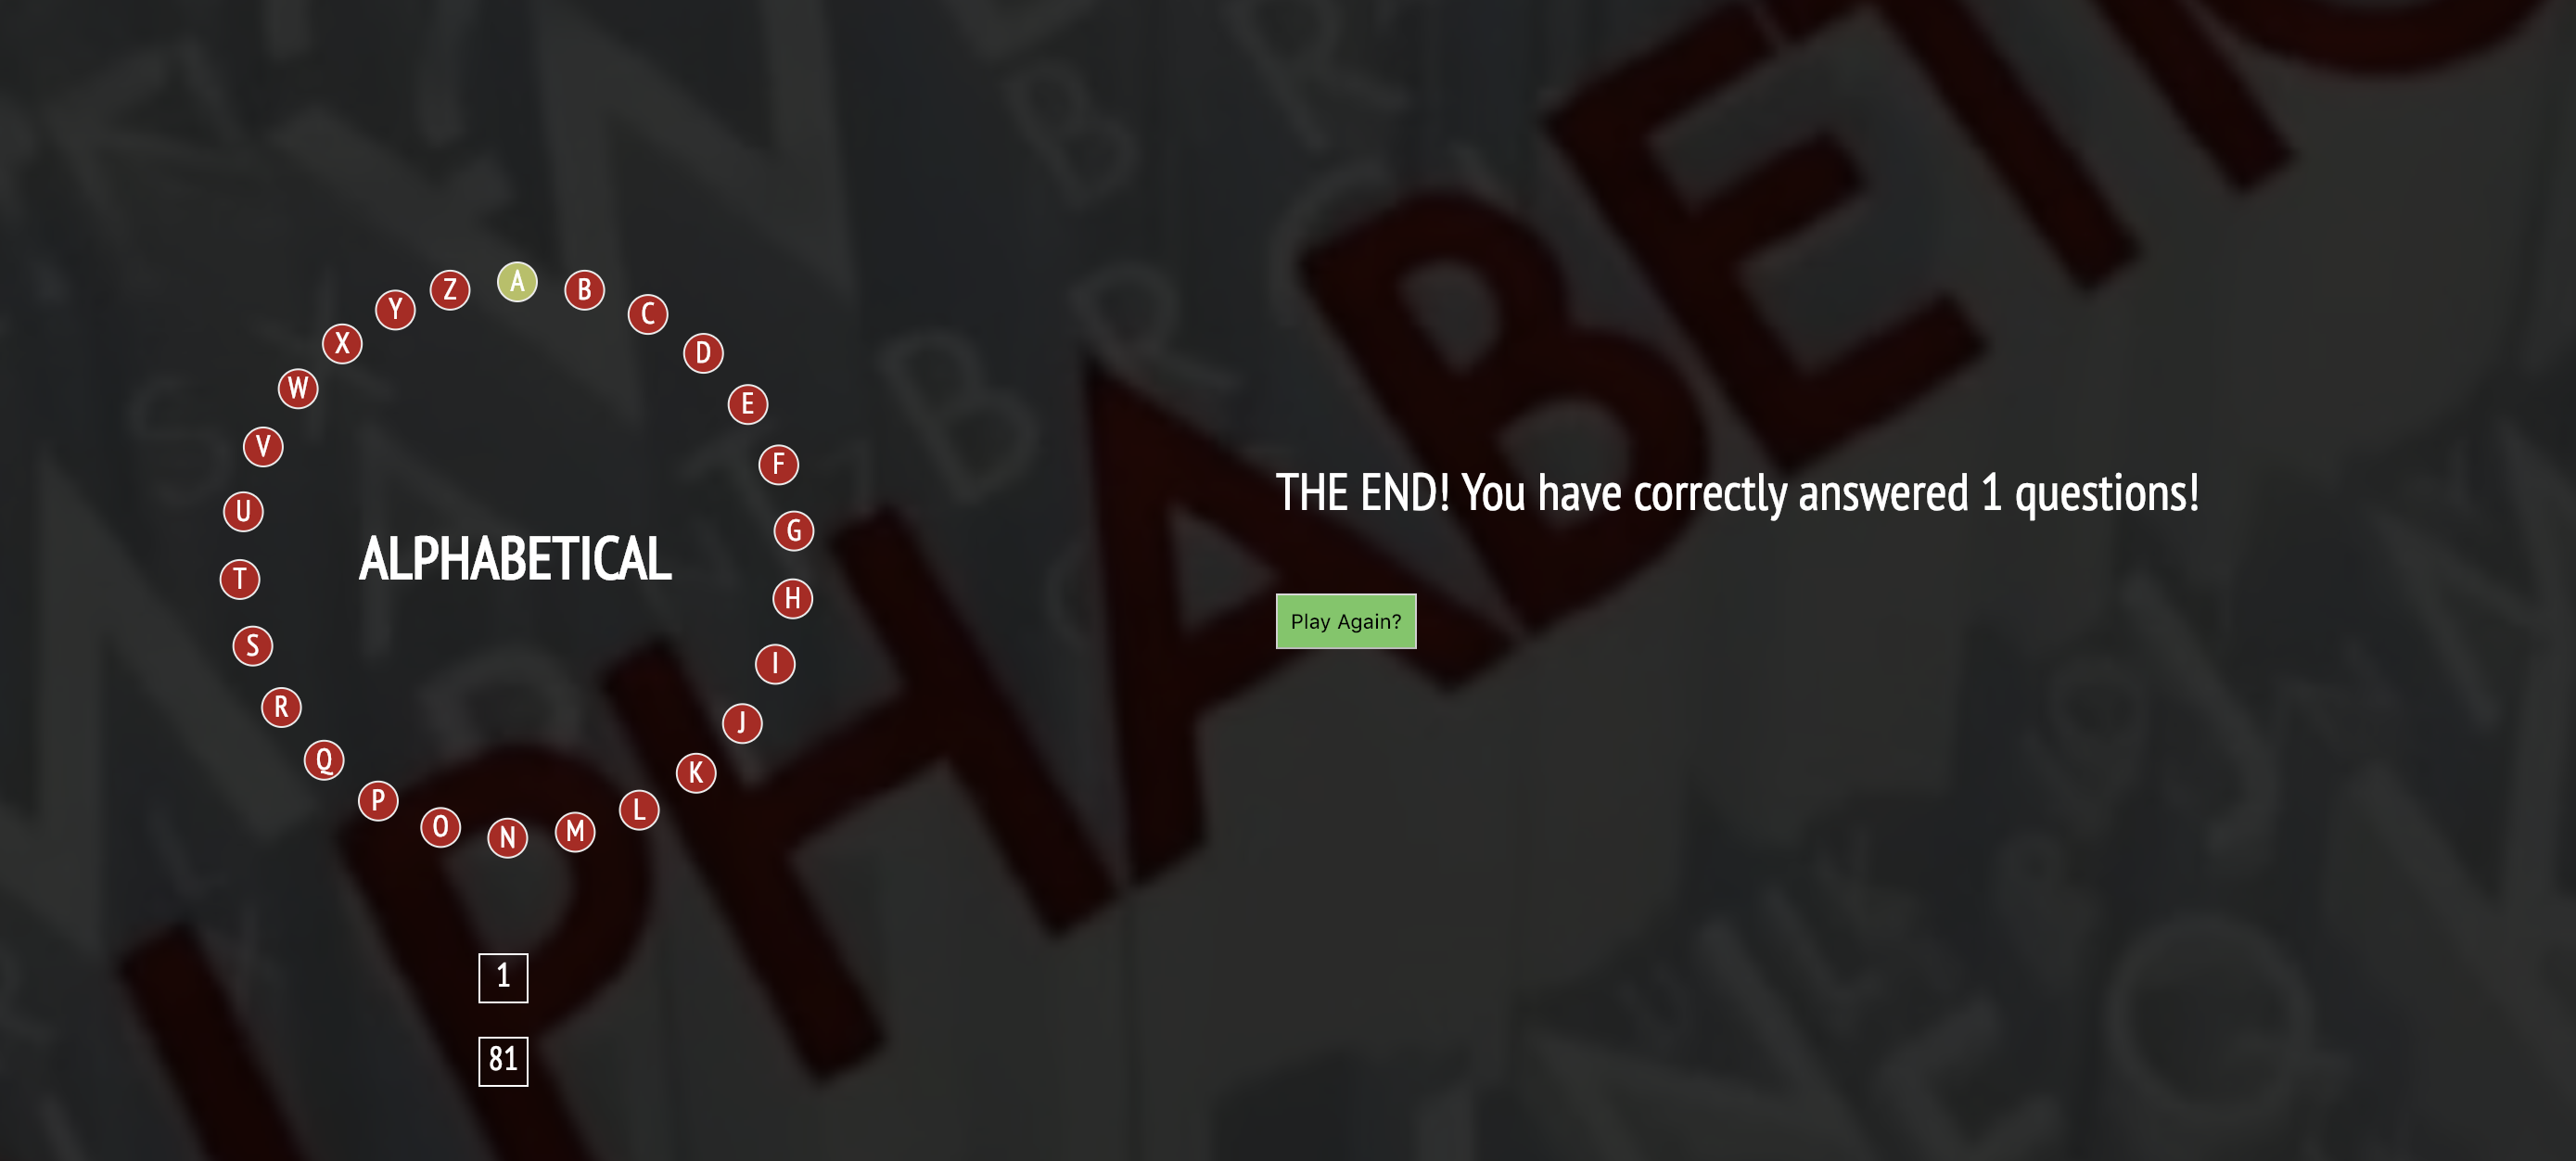 A
B
C
D
E
F
G
H
I
J
K
L
M
N
O
P
Q
R
S
T
U
V
W
X
Y
Z
ALPHABETICAL
1
81
THE END! You have correctly answered 1 questions!
Play Again?